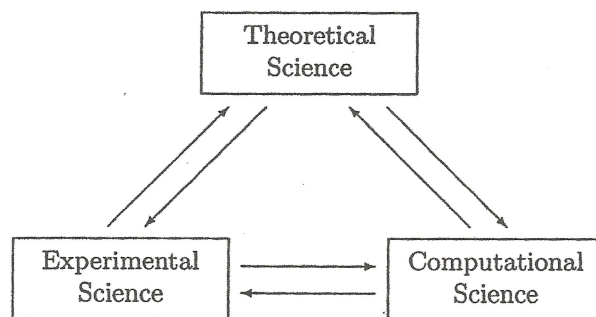 Theoretical
Science
Experimental
Science
Computational
Science